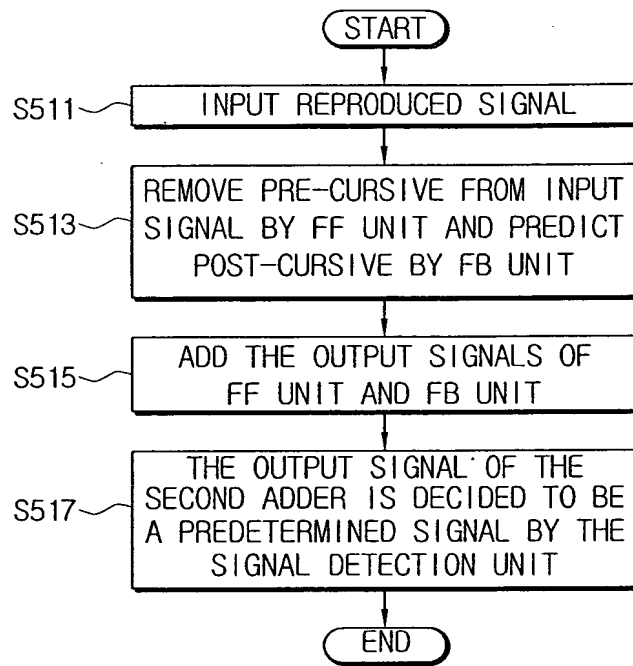 START
S511
INPUT REPRODUCED SIGNAL
S513
REMOVE PRE-CURSIVE FROM INPUT
SIGNAL BY FF UNIT AND PREDICT
POST-CURSIVE BY FB UNIT
S515
ADD THE OUTPUT SIGNALS OF
FF UNIT AND FB UNIT
S517
THE OUTPUT SIGNAL OF THE
SECOND ADDER IS DECIDED TO BE
A PREDETERMINED SIGNAL BY THE
SIGNAL DETECTION UNIT
END